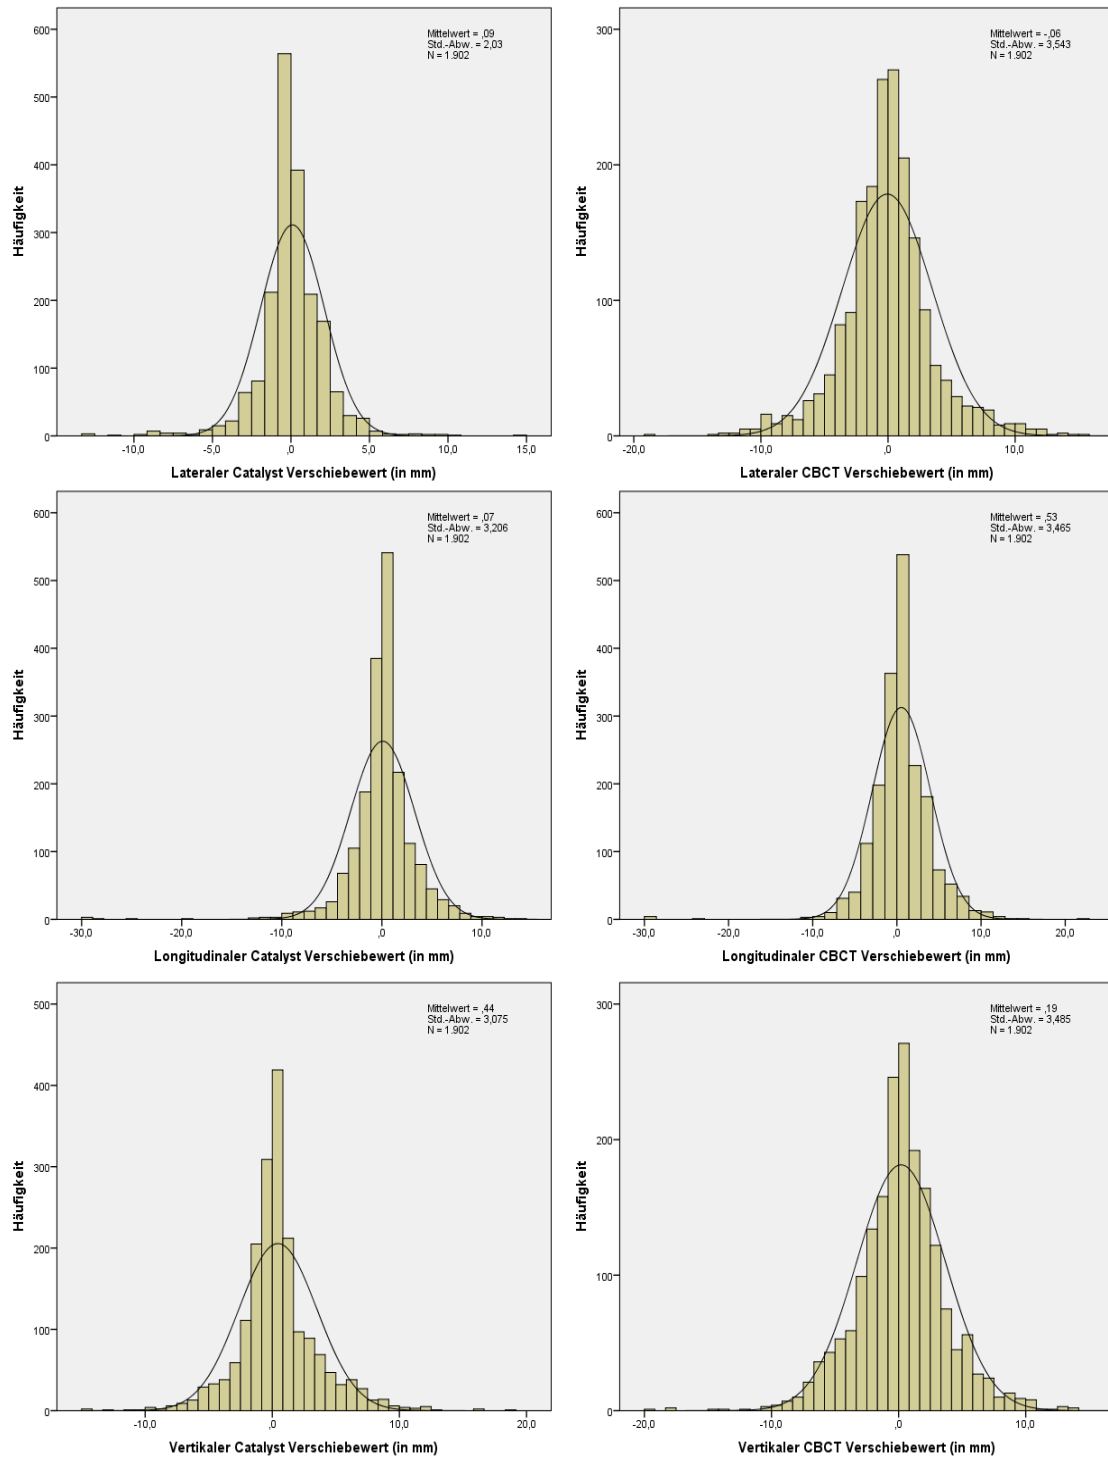 600
500
400
300
200
100
0
Häufigkeit
Mittelwert = ,09
Std.-Abw. = 2,03
N = 1.902
-10,0 -5,0 ,0 5,0 10,0 15,0
Lateraler Catalyst Verschiebewert (in mm)
300
200
100
0
Häufigkeit
Mittelwert = -,06
Std.-Abw. = 3,543
N = 1.902
-20,0 -10,0 ,0 10,0
Lateraler CBCT Verschiebewert (in mm)
600
500
400
300
200
100
0
Häufigkeit
Mittelwert = ,07
Std.-Abw. = 3,206
N = 1.902
-30,0 -20,0 -10,0 ,0 10,0
Longitudinaler Catalyst Verschiebewert (in mm)
600
500
400
300
200
100
0
Häufigkeit
Mittelwert = ,53
Std.-Abw. = 3,465
N = 1.902
-30,0 -20,0 -10,0 ,0 10,0 20,0
Longitudinaler CBCT Verschiebewert (in mm)
500
400
300
200
100
0
Häufigkeit
Mittelwert = ,44
Std.-Abw. = 3,075
N = 1.902
-10,0 ,0 10,0 20,0
Vertikaler Catalyst Verschiebewert (in mm)
300
200
100
0
Häufigkeit
Mittelwert = ,19
Std.-Abw. = 3,485
N = 1.902
-20,0 -10,0 ,0 10,0
Vertikaler CBCT Verschiebewert (in mm)